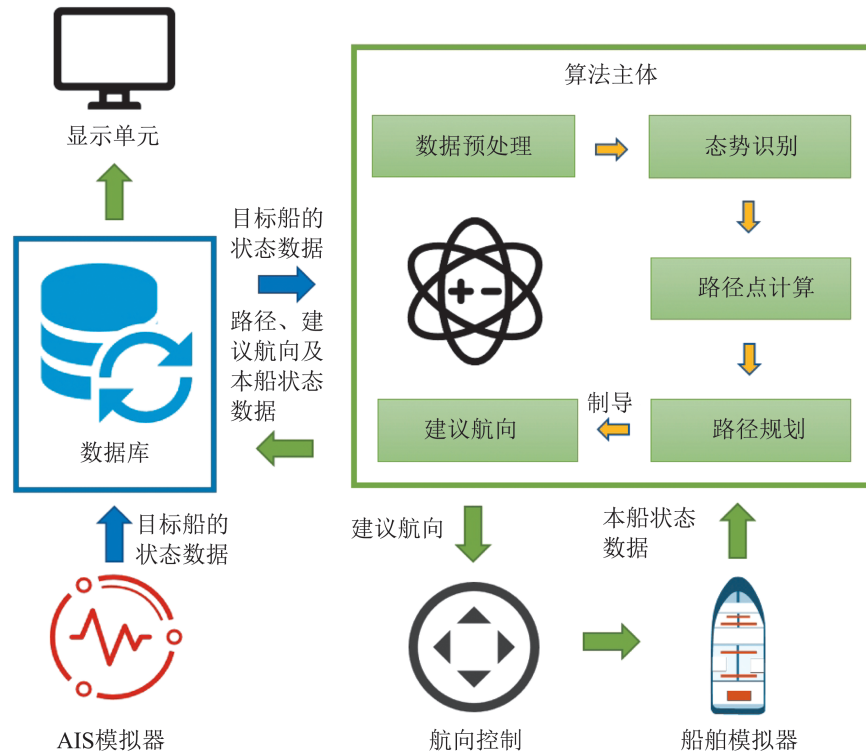 显示单元
算法主体
数据预处理
态势识别
目标船的
状态数据
路径点计算
路径、建
议航向及
本船状态
数据
制导
建议航向
路径规划
数据库
目标船的
状态数据
建议航向
本船状态
数据
AIS模拟器
航向控制
船舶模拟器